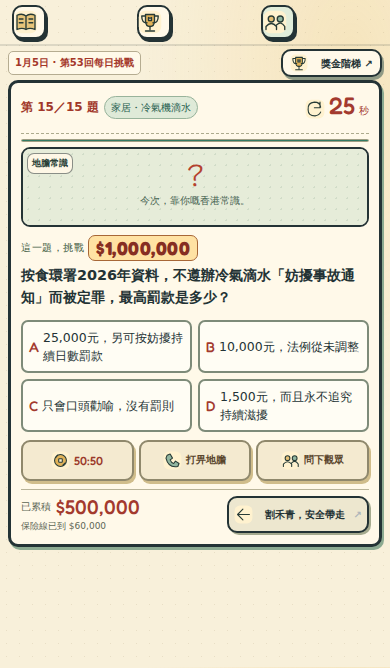 1月5日·第53回每日挑戰
獎金階梯 ↗
第 15／15 題
家居·冷氣機滴水
25 秒
地膽常識
?
今次，靠你嘅香港常識。
這一題，挑戰 $1,000,000
按食環署2026年資料，不遵辦冷氣滴水「妨擾事故通
知」而被定罪，最高罰款是多少？
A 25,000元，另可按妨擾持
續日數罰款
B 10,000元，法例從未調整
C 只會口頭勸喻，沒有罰則
D 1,500元，而且永不追究
持續滋擾
50:50
打畀地膽
問下觀眾
已累積 $500,000
保險線已到 $60,000
← 割禾青，安全帶走 ↗